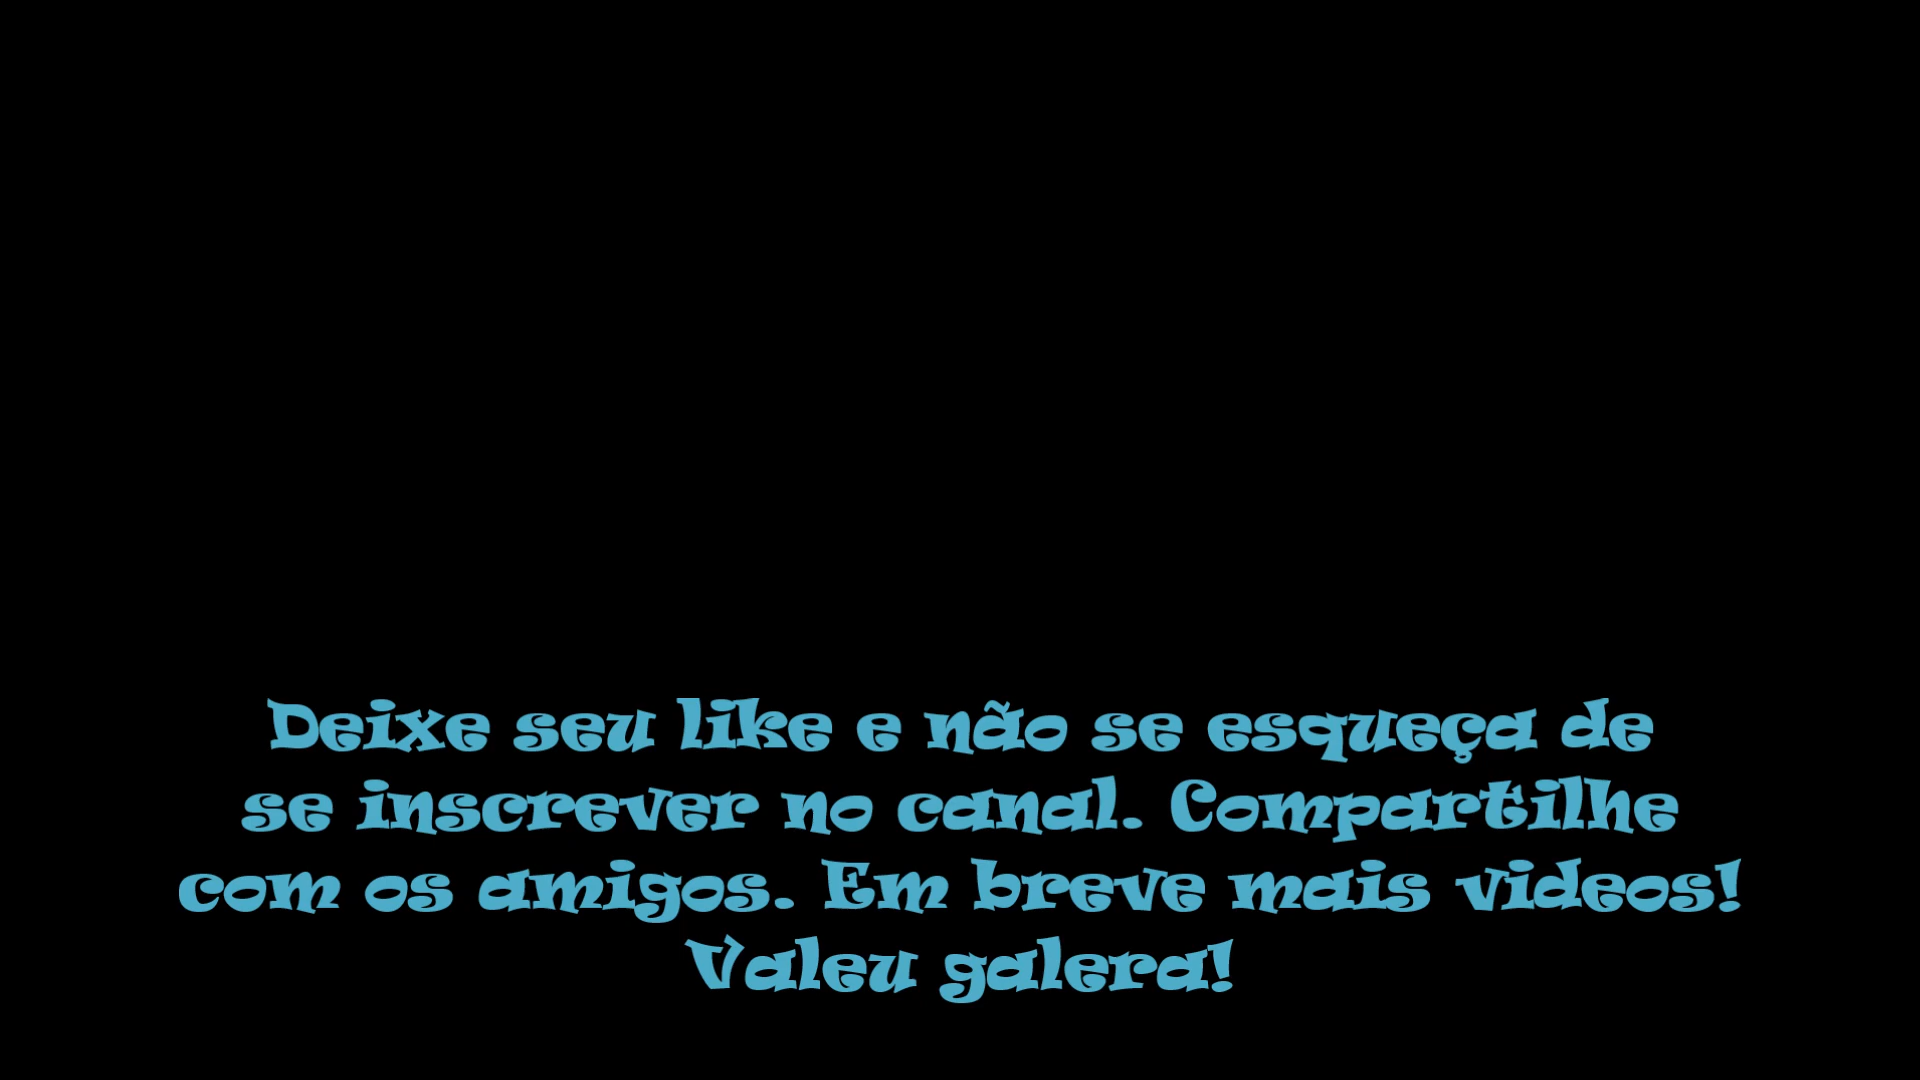 Deixe seu like e não se esqueça de
se inscrever no canal. Compartilhe
com os amigos. Em breve mais videos!
Valeu galera!